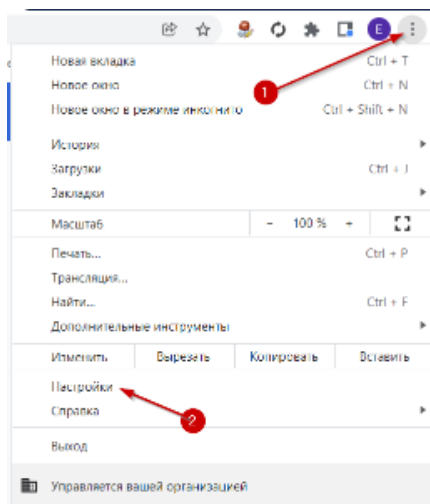 E
Новая вкладка Ctrl + T
Новое окно Ctrl + N
1
Новое окно в режиме инкогнито Ctrl + Shift + N
История
Загрузки Ctrl + J
Закладки
Масштаб - 100 % +
Печать... Ctrl + P
Трансляция...
Найти... Ctrl + F
Дополнительные инструменты
Изменить Вырезать Копировать Вставить
Настройки
Справка
2
Выход
Управляется вашей организацией